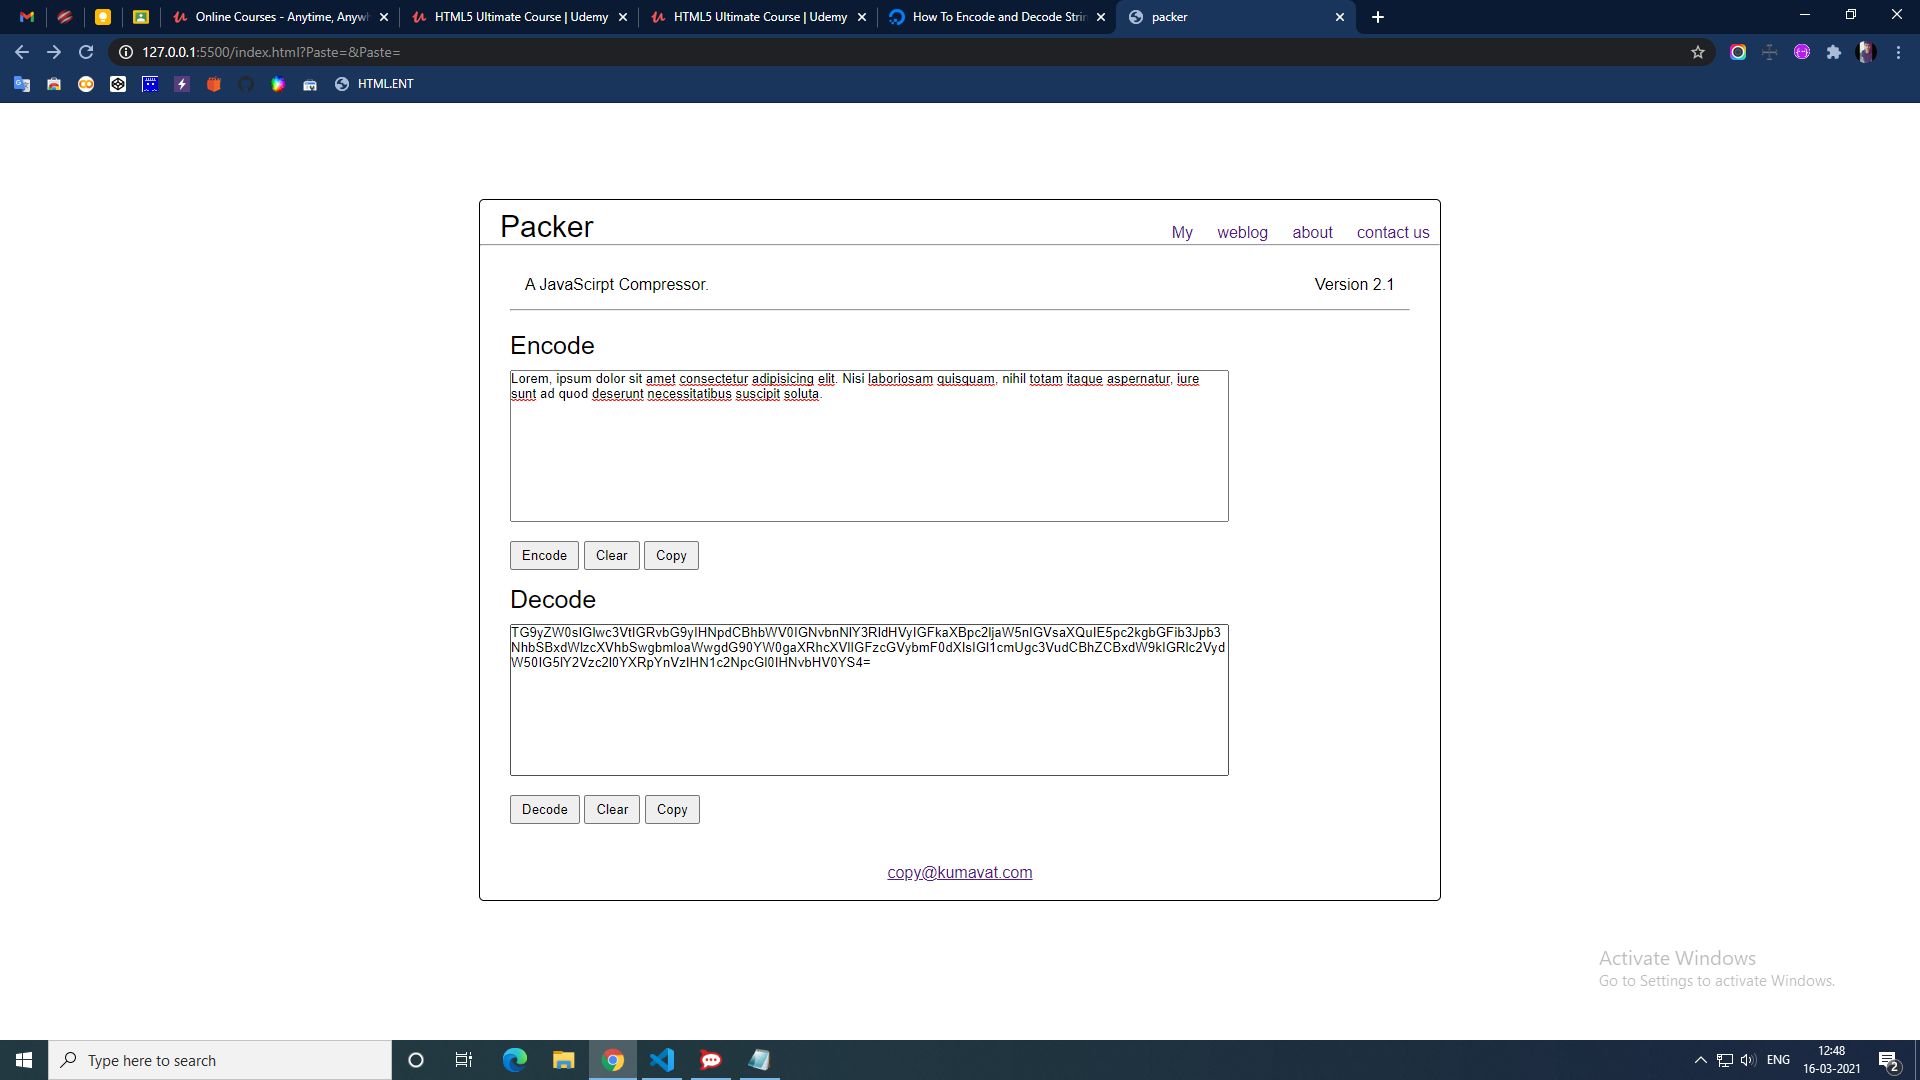 Online Courses - Anytime, Anywh
HTML5 Ultimate Course | Udemy
HTML5 Ultimate Course | Udemy
How To Encode and Decode Strin
packer
127.0.0.1:5500/index.html?Paste=&Paste=
HTML.ENT
Packer
My weblog about contact us
A JavaScirpt Compressor.
Version 2.1
Encode
Lorem, ipsum dolor sit amet consectetur adipisicing elit. Nisi laboriosam quisquam, nihil totam itaque aspernatur, iure
sunt ad quod deserunt necessitatibus suscipit soluta.
Encode Clear Copy
Decode
TG9yZW0sIGlwc3VtIGRvbG9yIHNpdCBhbWV0IGNvbnNlY3RldHVyIGFkaXBpc2ljaW5nIGVsaXQuIE5pc2kgbGFib3Jpb3
NhbSBxdWlzcXVhbSwgbmloaWwgdG90YW0gaXRhcXVlIGFzcGVybmF0dXIsIGl1cmUgc3VudCBhZCBxdW9kIGRlc2Vyd
W50IG5lY2Vzc2l0YXRpYnVzIHN1c2NpcGl0IHNvbHV0YS4=
Decode Clear Copy
copy@kumavat.com
Activate Windows
Go to Settings to activate Windows.
Type here to search
ENG
12:48
16-03-2021
2